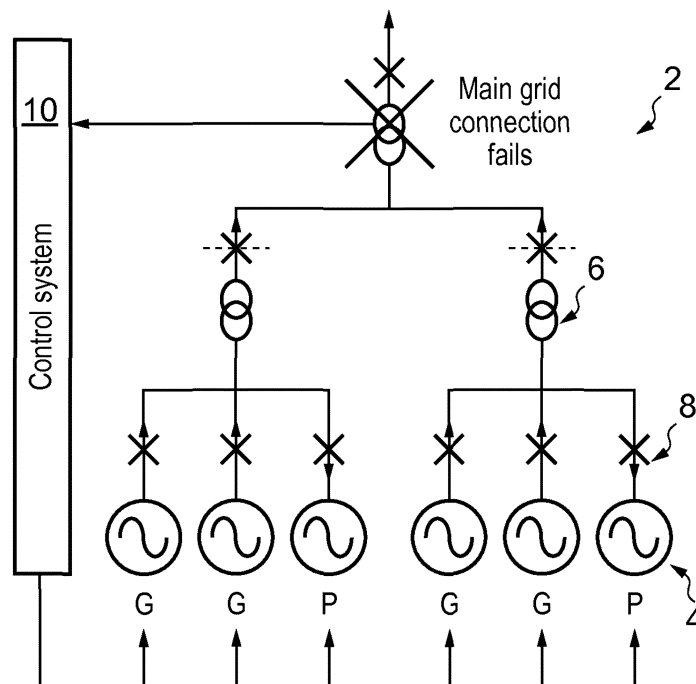 10
Main grid
connection
fails
2
6
Control system
8
G
G
P
G
G
P
4